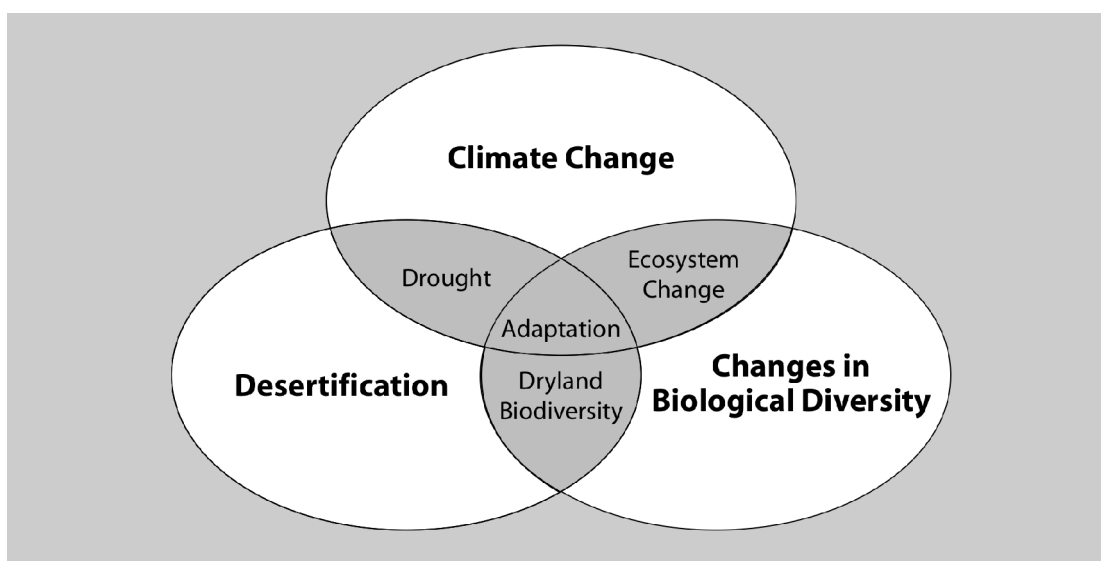 Climate Change
Drought
Ecosystem
Change
Adaptation
Desertification
Dryland
Biodiversity
Changes in
Biological Diversity